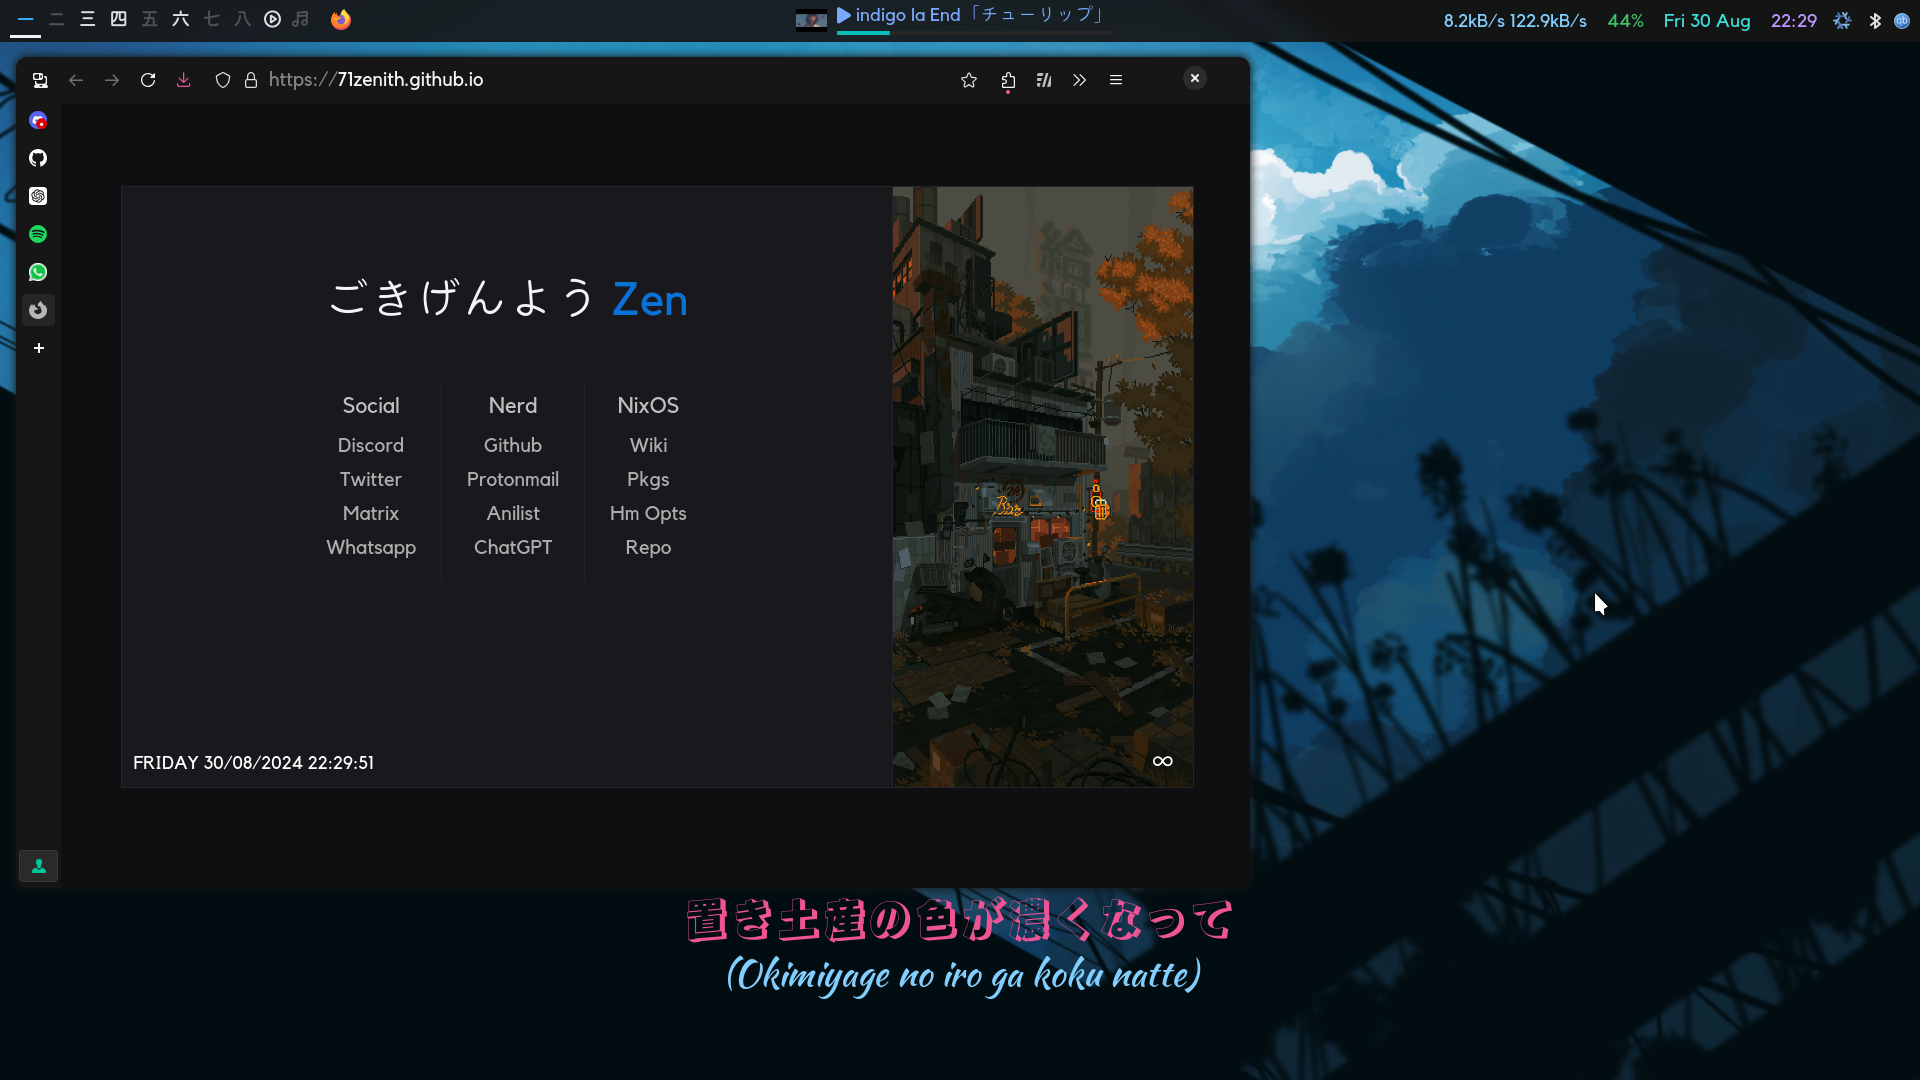 一 二 三 四 五 六 七 八
indigo la End「チューリップ」
8.2kB/s 122.9kB/s 44% Fri 30 Aug 22:29
https://71zenith.github.io
ごきげんよう Zen
Social Nerd NixOS
Discord Github Wiki
Twitter Protonmail Pkgs
Matrix Anilist Hm Opts
Whatsapp ChatGPT Repo
Bar
FRIDAY 30/08/2024 22:29:51
置き土産の色が濃くなって
(Okimiyage no iro ga koku natte)